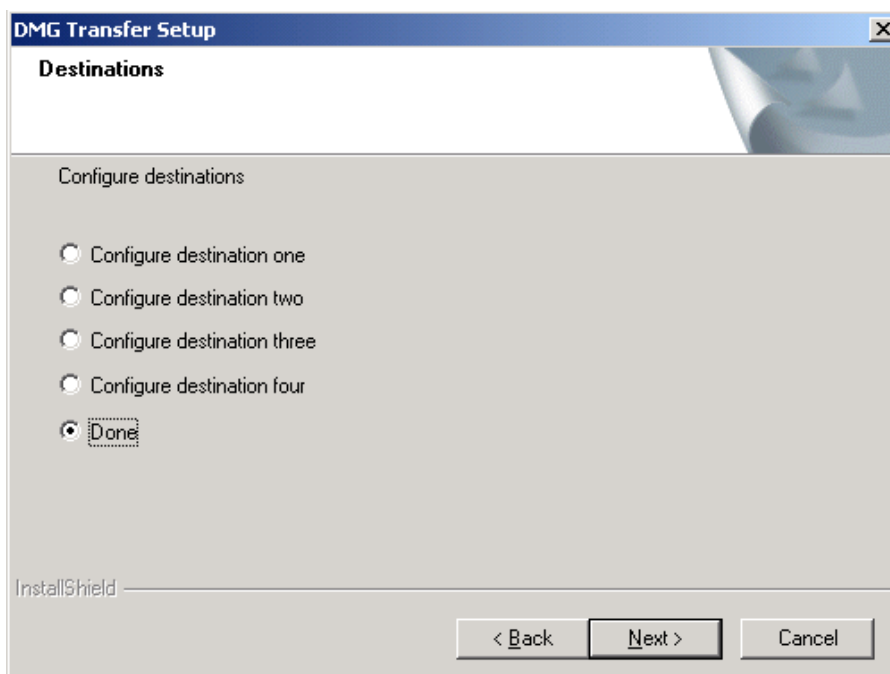 DMG Transfer Setup
Destinations
Configure destinations
Configure destination one
Configure destination two
Configure destination three
Configure destination four
Done
InstallShield
< Back
Next >
Cancel